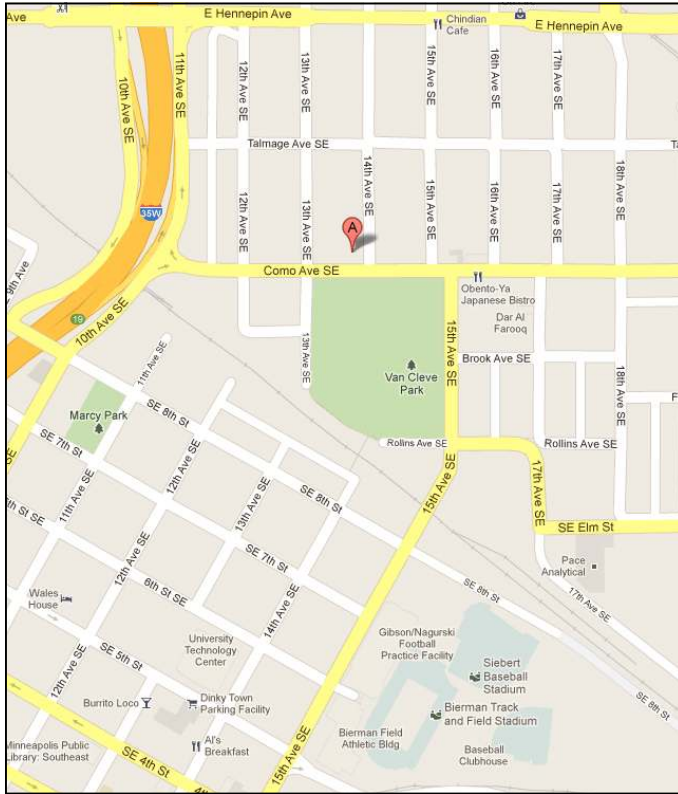 Ave
E Hennepin Ave
Chindian
Cafe
E Hennepin Ave
10th Ave SE
11th Ave SE
12th Ave SE
13th Ave SE
15th Ave SE
16th Ave SE
17th Ave SE
Talmage Ave SE
Ta
10th Ave SE
14th Ave SE
18th Ave SE
35W
12th Ave SE
13th Ave SE
15th Ave SE
16th Ave SE
17th Ave SE
A
Como Ave SE
SE 9th Ave
Obento-Ya
Japanese Bistro
Dar Al
Farooq
19
10th Ave SE
15th Ave SE
13th Ave SE
11th Ave SE
Brook Ave SE
Van Cleve
Park
18th Ave SE
F
Marcy Park
SE 8th St
SE 7th St
Rollins Ave SE
Rollins Ave SE
SE
12th Ave SE
17th Ave SE
15th Ave SE
11th Ave SE
SE 8th St
13th Ave SE
5th St SE
SE Elm St
12th Ave SE
SE 7th St
Pace
Analytical
6th St SE
SE 8th St
17th Ave SE
Wales
House
14th Ave SE
University
Technology
Center
Gibson/Nagurski
Football
Practice Facility
SE 5th St
Siebert
Baseball
Stadium
12th Ave SE
SE 8th St
Burrito Loco
Dinky Town
Parking Facility
Bierman Track
and Field Stadium
Bierman Field
Athletic Bldg
Minneapolis Public
Library: Southeast
SE 4th St
Al's
Breakfast
15th Ave SE
Baseball
Clubhouse
4th